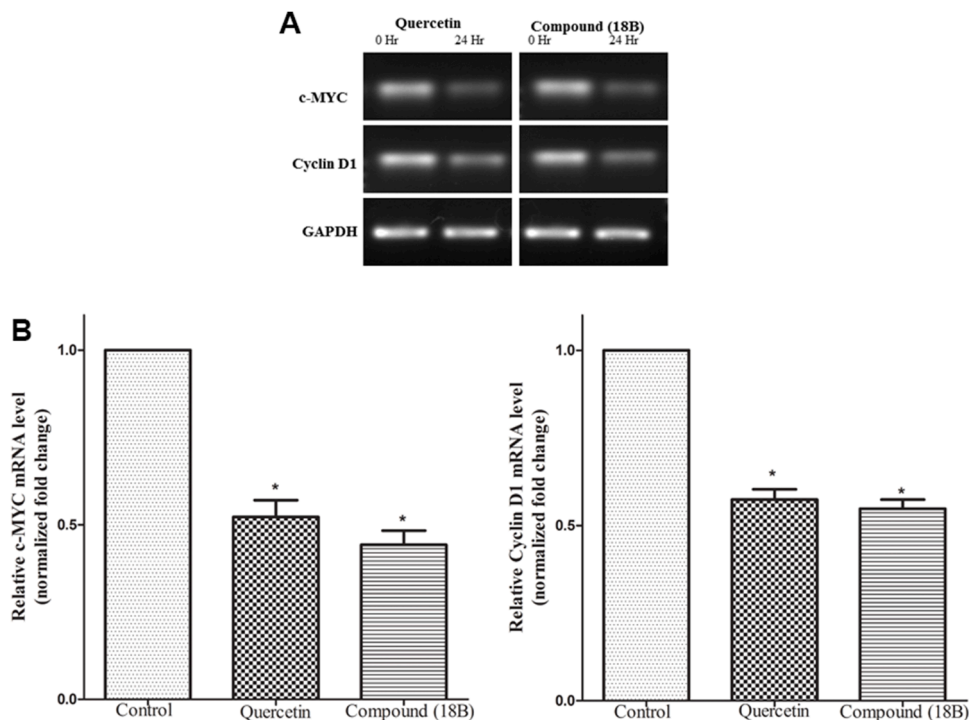 A
Quercetin
Compound (18B)
0 Hr 24 Hr 0 Hr 24 Hr
c-MYC
Cyclin D1
GAPDH
B
Relative c-MYC mRNA level
(normalized fold change)
1.0
0.5
0.0
*
*
Control Quercetin Compound (18B)
Relative Cyclin D1 mRNA level
(normalized fold change)
1.0
0.5
0.0
*
*
Control Quercetin Compound (18B)